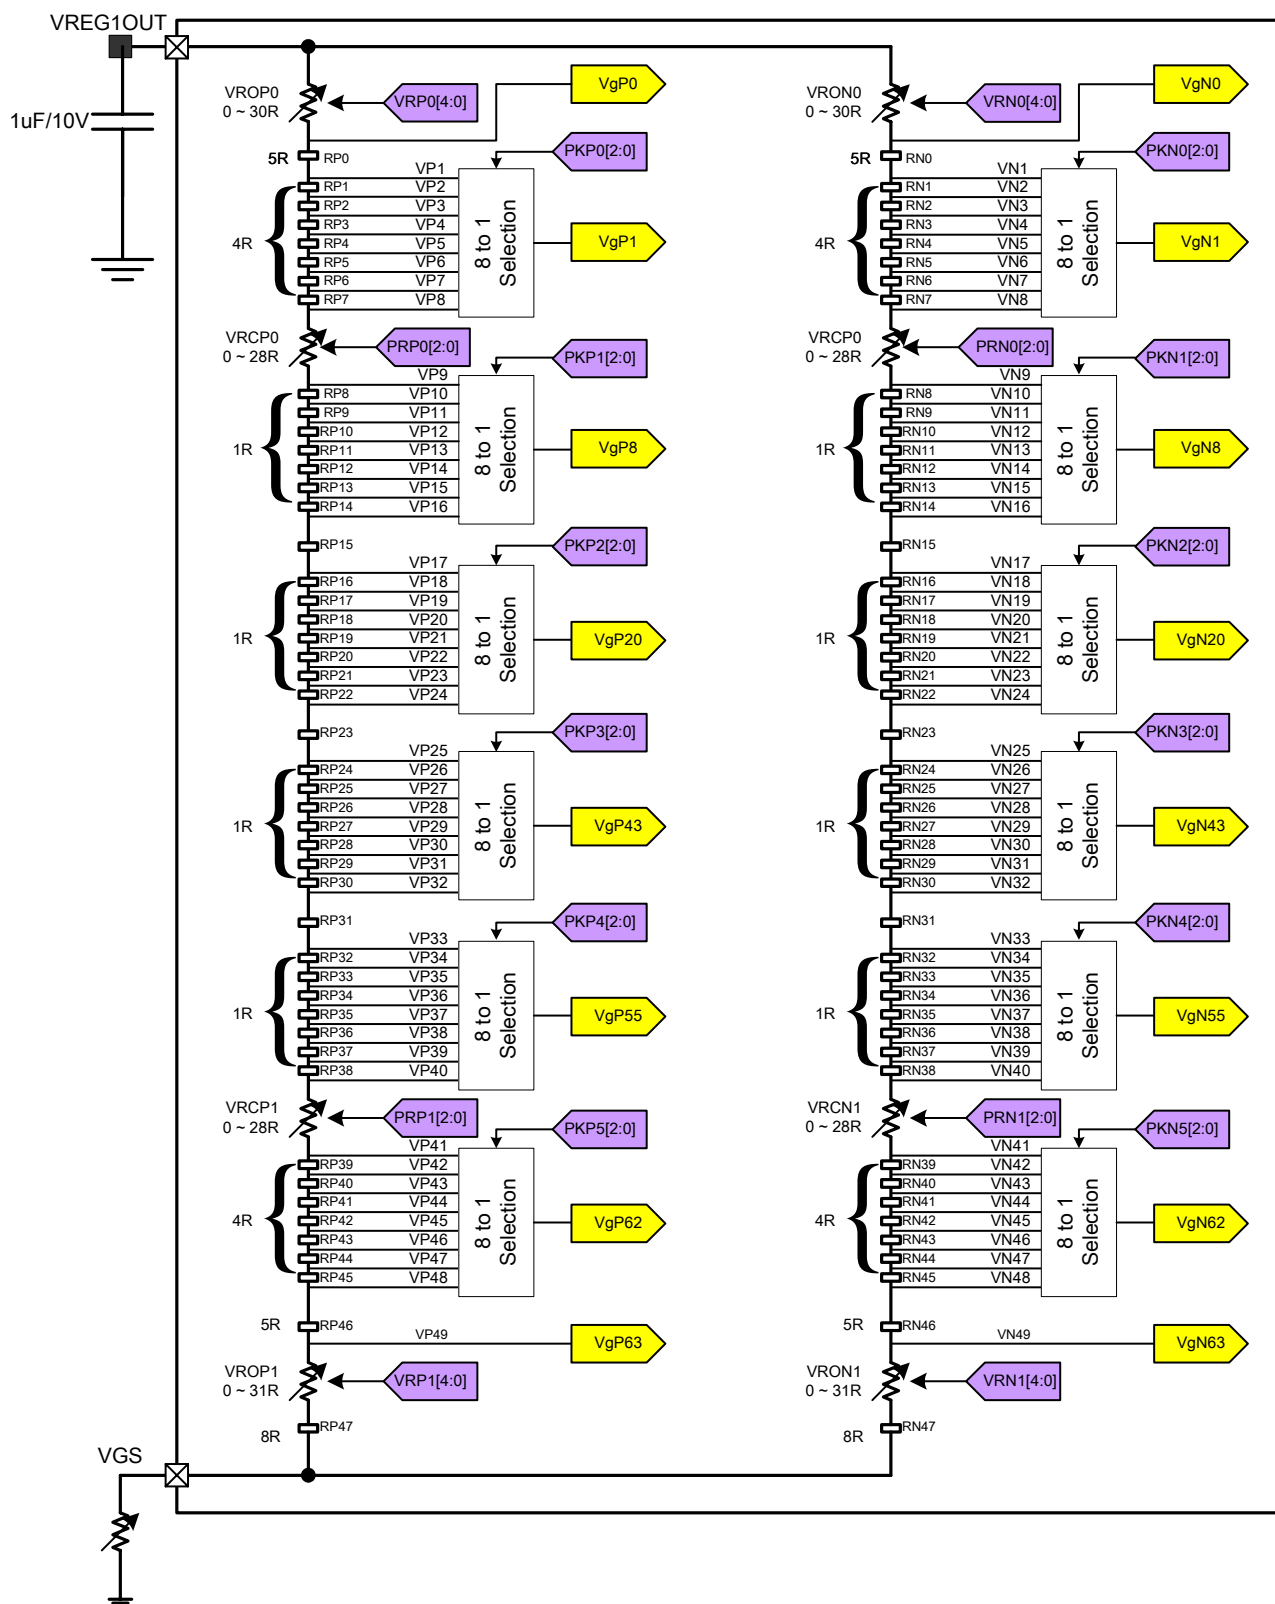 VREG1OUT
1uF/10V
VROP0
0 ~ 30R
VRP0[4:0]
VgP0
5R
RP0
PKP0[2:0]
VP1
RP1
VP2
RP2
VP3
RP3
VP4
4R
RP4
VP5
RP5
VP6
RP6
VP7
RP7
VP8
8 to 1
Selection
VgP1
VRCP0
0 ~ 28R
PRP0[2:0]
PKP1[2:0]
VP9
RP8
VP10
RP9
VP11
RP10
VP12
1R
RP11
VP13
RP12
VP14
RP13
VP15
RP14
VP16
8 to 1
Selection
VgP8
RP15
PKP2[2:0]
VP17
RP16
VP18
RP17
VP19
RP18
VP20
1R
RP19
VP21
RP20
VP22
RP21
VP23
RP22
VP24
8 to 1
Selection
VgP20
RP23
PKP3[2:0]
VP25
RP24
VP26
RP25
VP27
RP26
VP28
1R
RP27
VP29
RP28
VP30
RP29
VP31
RP30
VP32
8 to 1
Selection
VgP43
RP31
PKP4[2:0]
VP33
RP32
VP34
RP33
VP35
RP34
VP36
1R
RP35
VP37
RP36
VP38
RP37
VP39
RP38
VP40
8 to 1
Selection
VgP55
VRCP1
0 ~ 28R
PRP1[2:0]
PKP5[2:0]
VP41
RP39
VP42
RP40
VP43
RP41
VP44
4R
RP42
VP45
RP43
VP46
RP44
VP47
RP45
VP48
8 to 1
Selection
VgP62
5R
RP46
VP49
VgP63
VROP1
0 ~ 31R
VRP1[4:0]
8R
RP47
VGS
VRON0
0 ~ 30R
VRN0[4:0]
VgN0
5R
RN0
PKN0[2:0]
VN1
RN1
VN2
RN2
VN3
RN3
VN4
4R
RN4
VN5
RN5
VN6
RN6
VN7
RN7
VN8
8 to 1
Selection
VgN1
VRCP0
0 ~ 28R
PRN0[2:0]
PKN1[2:0]
VN9
RN8
VN10
RN9
VN11
RN10
VN12
1R
RN11
VN13
RN12
VN14
RN13
VN15
RN14
VN16
8 to 1
Selection
VgN8
RN15
PKN2[2:0]
VN17
RN16
VN18
RN17
VN19
RN18
VN20
1R
RN19
VN21
RN20
VN22
RN21
VN23
RN22
VN24
8 to 1
Selection
VgN20
RN23
PKN3[2:0]
VN25
RN24
VN26
RN25
VN27
RN26
VN28
1R
RN27
VN29
RN28
VN30
RN29
VN31
RN30
VN32
8 to 1
Selection
VgN43
RN31
PKN4[2:0]
VN33
RN32
VN34
RN33
VN35
RN34
VN36
1R
RN35
VN37
RN36
VN38
RN37
VN39
RN38
VN40
8 to 1
Selection
VgN55
VRCN1
0 ~ 28R
PRN1[2:0]
PKN5[2:0]
VN41
RN39
VN42
RN40
VN43
RN41
VN44
4R
RN42
VN45
RN43
VN46
RN44
VN47
RN45
VN48
8 to 1
Selection
VgN62
5R
RN46
VN49
VgN63
VRON1
0 ~ 31R
VRN1[4:0]
8R
RN47